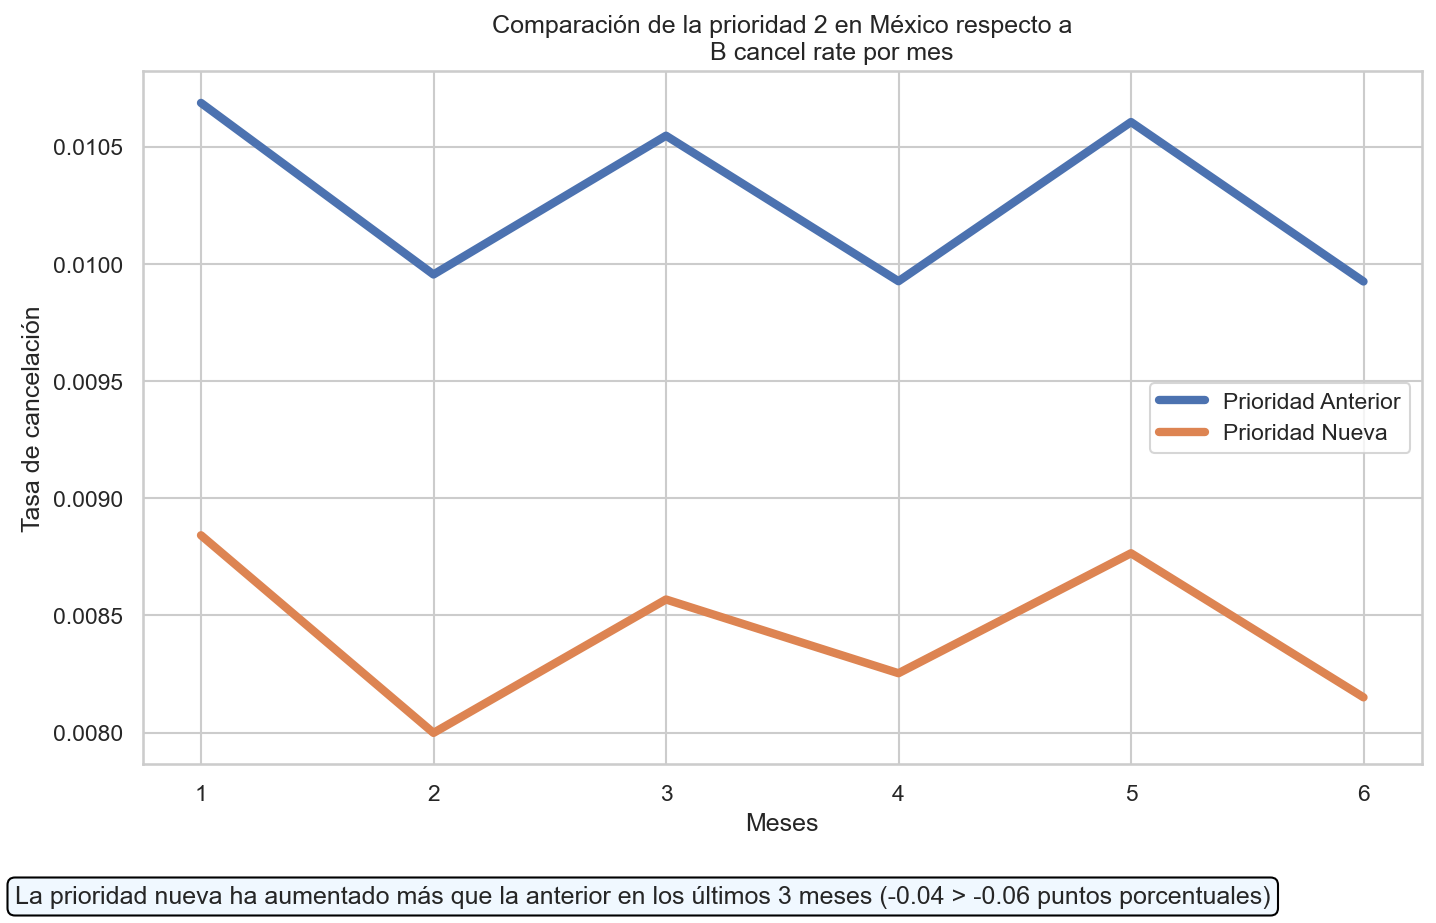 Comparación de la prioridad 2 en México respecto a
B cancel rate por mes
Tasa de cancelación
0.0105
0.0100
0.0095
0.0090
0.0085
0.0080
Prioridad Anterior
Prioridad Nueva
1 2 3 4 5 6
Meses
La prioridad nueva ha aumentado más que la anterior en los últimos 3 meses (-0.04 > -0.06 puntos porcentuales)